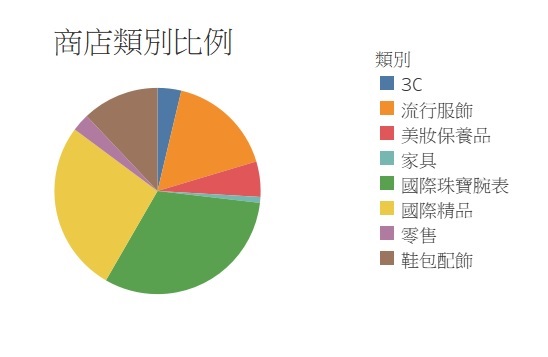 商店類別比例
類別
3C
流行服飾
美妝保養品
家具
國際珠寶腕表
國際精品
零售
鞋包配飾